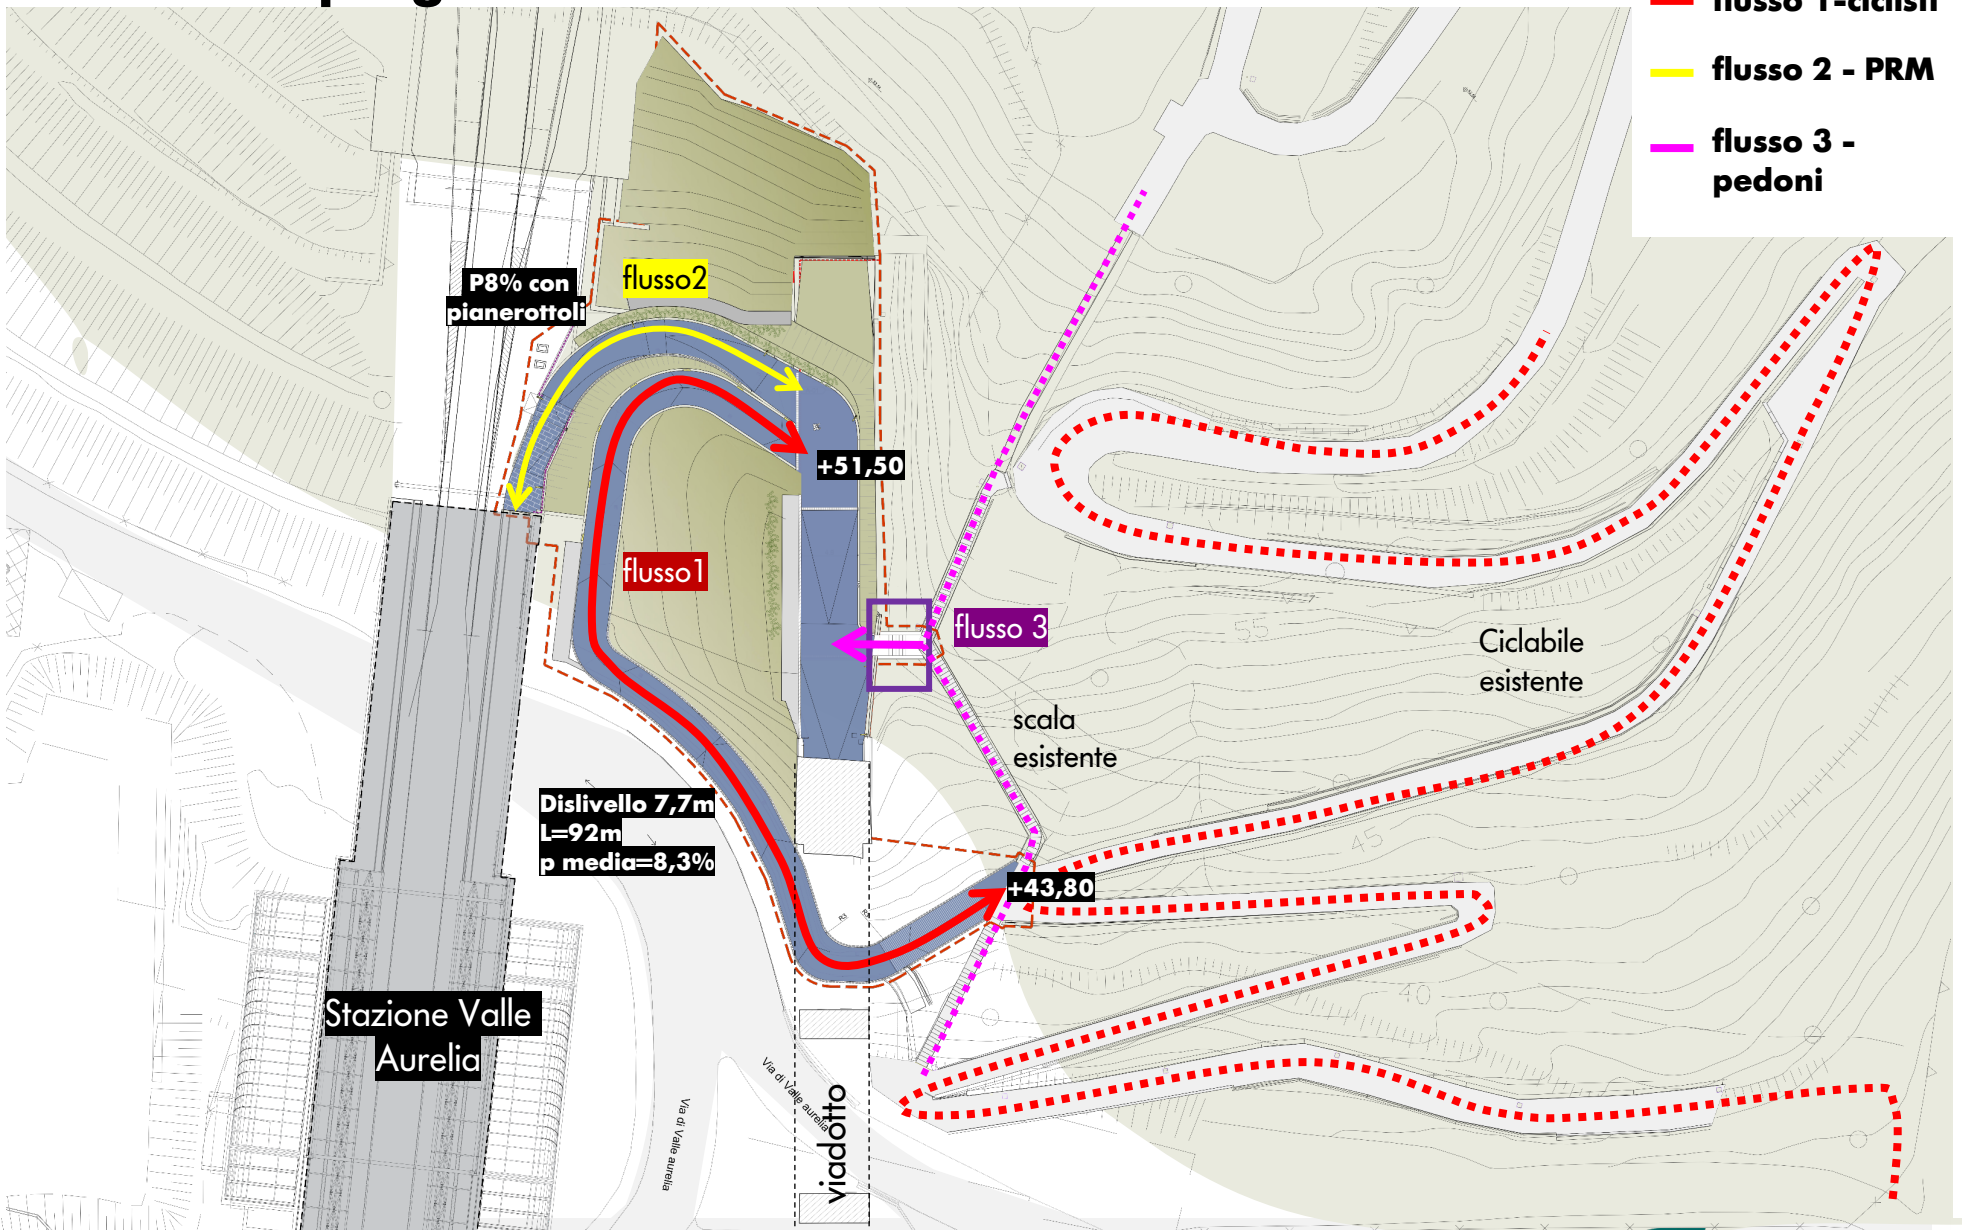 flusso 1-ciclisti
flusso 2 - PRM
flusso 3 -
pedoni
P8% con
pianerottoli
flusso2
+51,50
flusso1
flusso 3
55
Ciclabile
esistente
scala
esistente
Dislivello 7,7m
L=92m
p media=8,3%
45
+43,80
40
Stazione Valle
Aurelia
Via di Valle aurelia
Via di Valle aurelia
viadotto